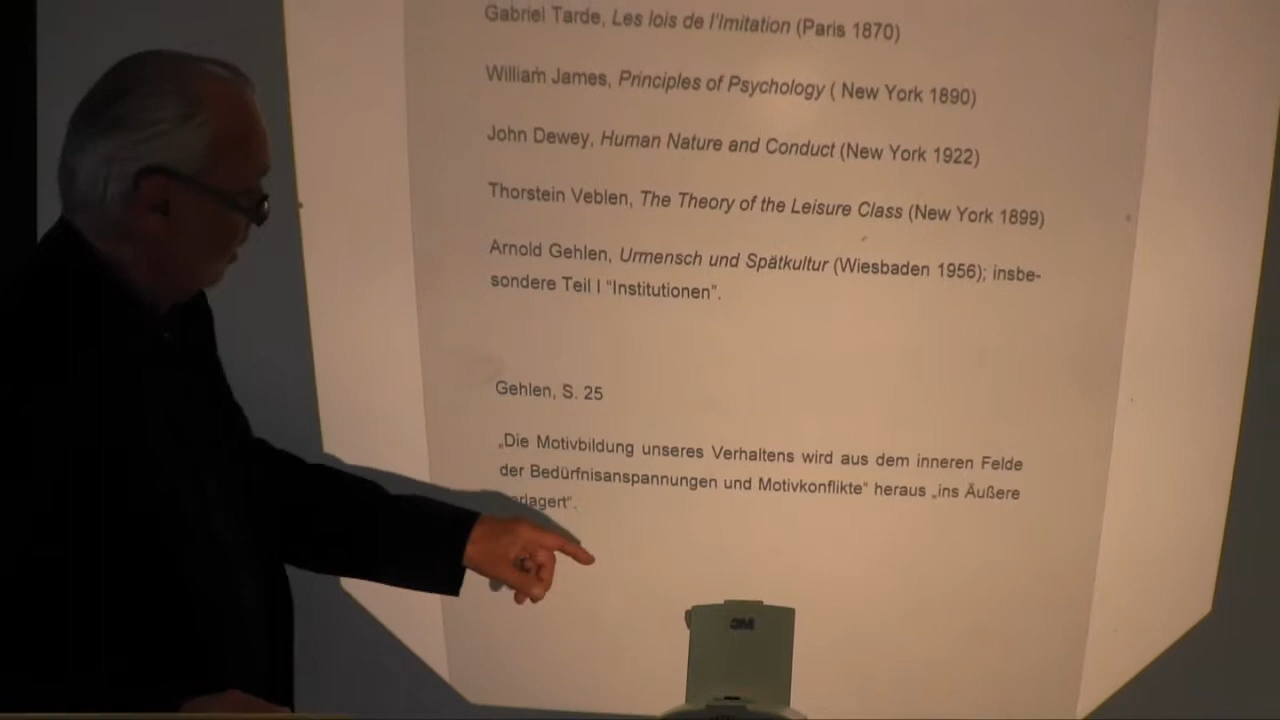 Gabriel Tarde, Les lois de l'Imitation (Paris 1870)
William James, Principles of Psychology ( New York 1890)
John Dewey, Human Nature and Conduct (New York 1922)
Thorstein Veblen, The Theory of the Leisure Class (New York 1899)
Arnold Gehlen, Urmensch und Spätkultur (Wiesbaden 1956); insbe-
sondere Teil I “Institutionen”.
Gehlen, S. 25
„Die Motivbildung unseres Verhaltens wird aus dem inneren Felde
der Bedürfnisanspannungen und Motivkonflikte“ heraus „ins Äußere
erlagert“.
3M